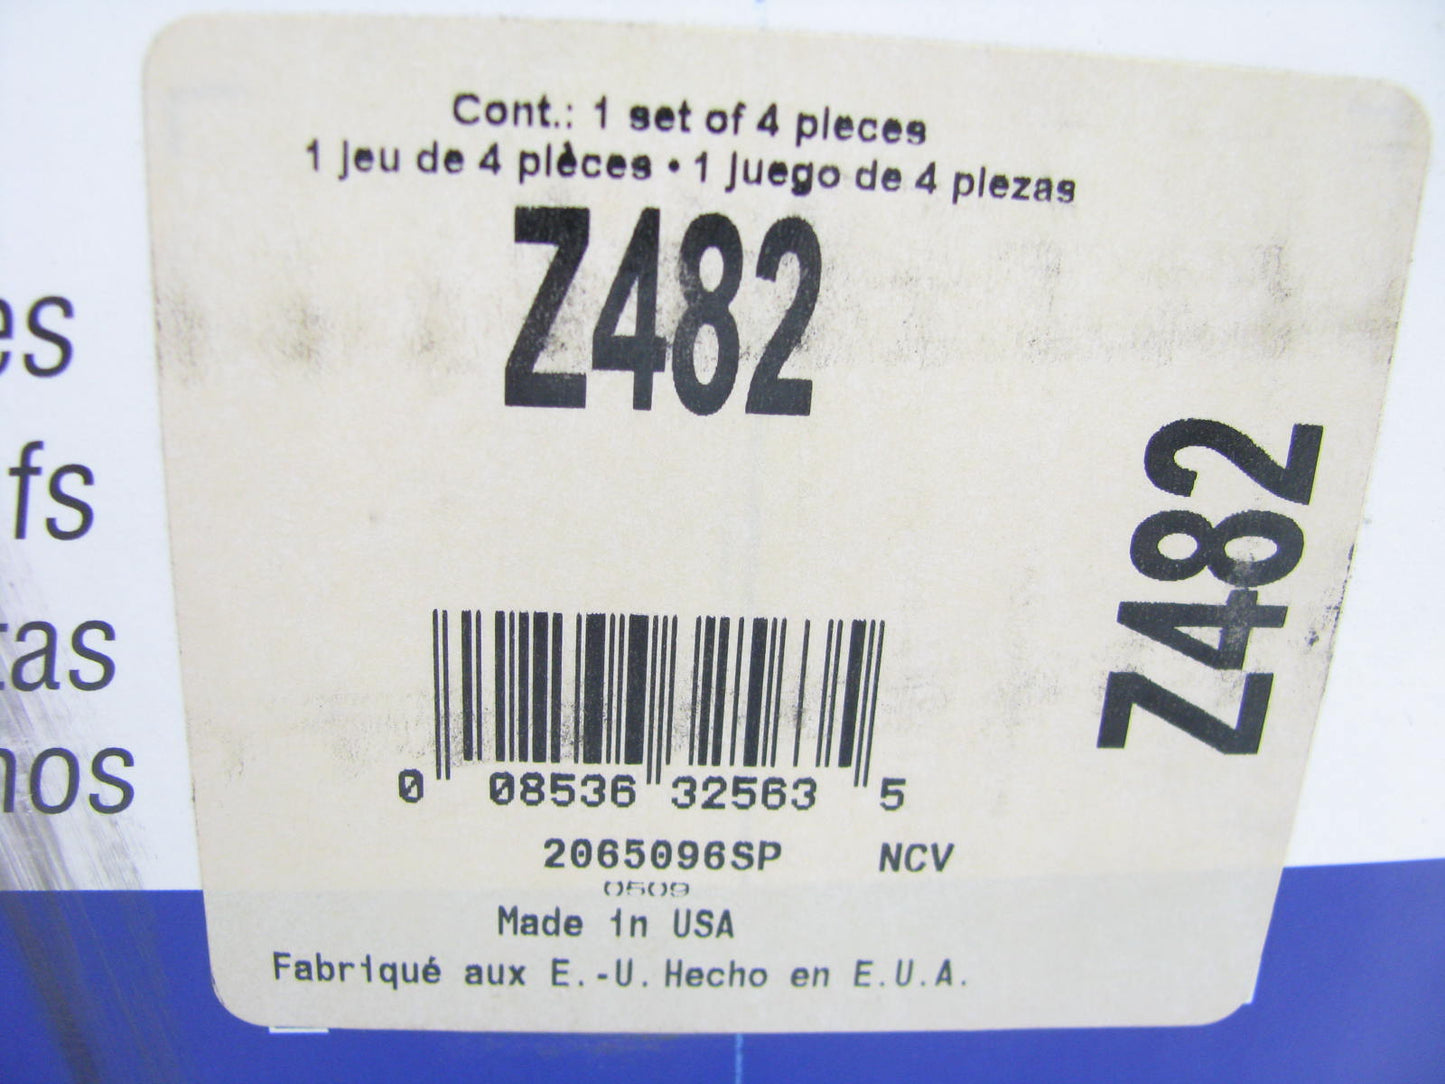 Cont.: 1 set of 4 pieces
1 jeu de 4 pièces • 1 juego de 4 piezas
Z482
Z482
es
fs
tas
nos
0 08536 32563 5
2065096SP NCV
0509
Made in USA
Fabriqué aux E.-U. Hecho en E.U.A.